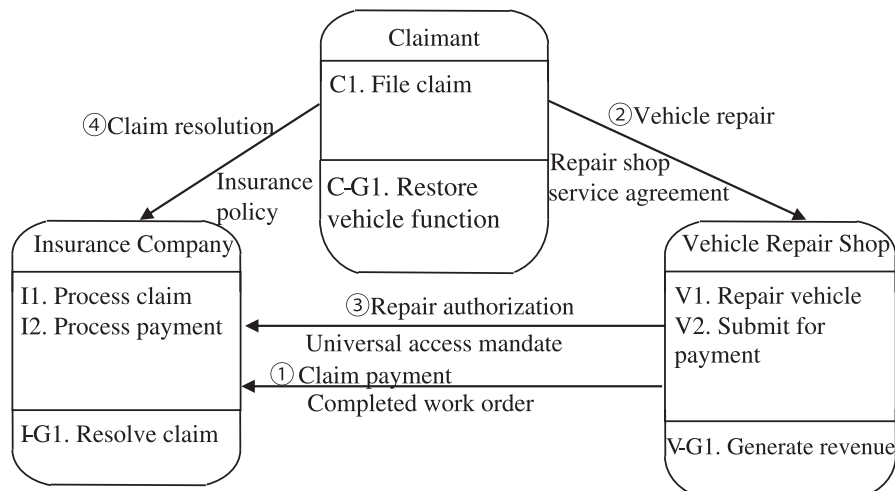 Claimant
C1. File claim
C-G1. Restore
vehicle function
④Claim resolution
Insurance
policy
②Vehicle repair
Repair shop
service agreement
Insurance Company
I1. Process claim
I2. Process payment
I-G1. Resolve claim
③Repair authorization
Universal access mandate
① Claim payment
Completed work order
Vehicle Repair Shop
V1. Repair vehicle
V2. Submit for
payment
V-G1. Generate revenue